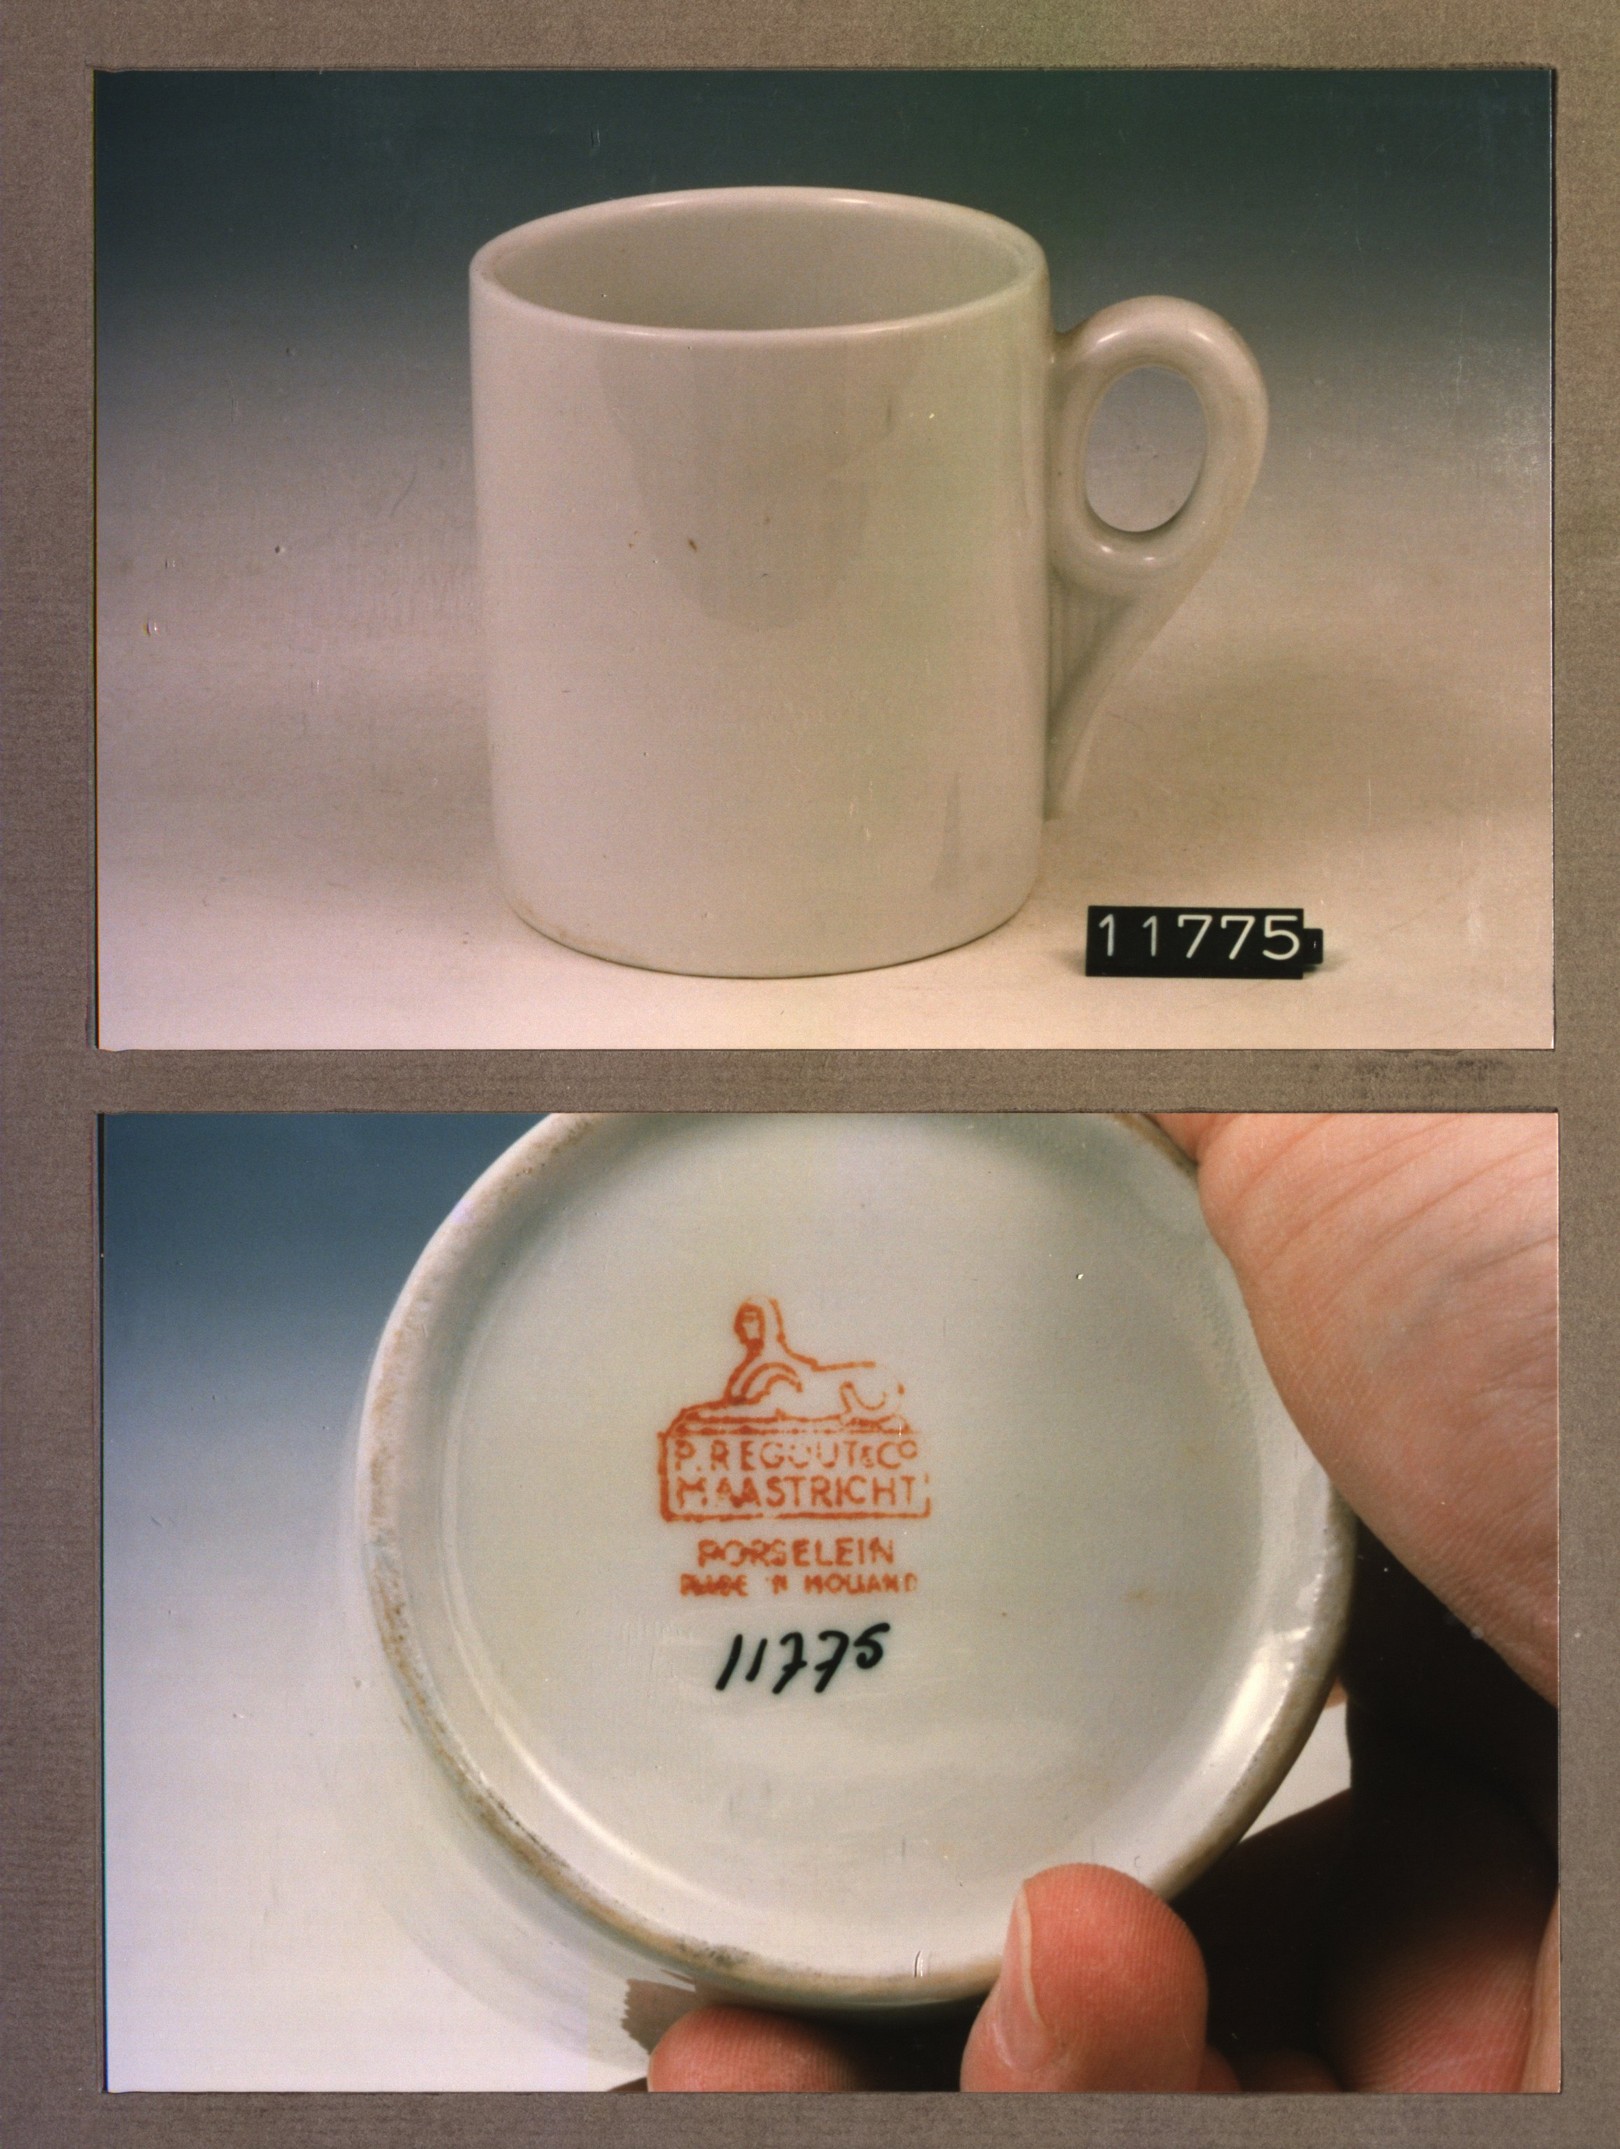 11775
P. REGOUT & Co
MAASTRICHT
PORSELEIN
MADE IN HOLLAND
11775